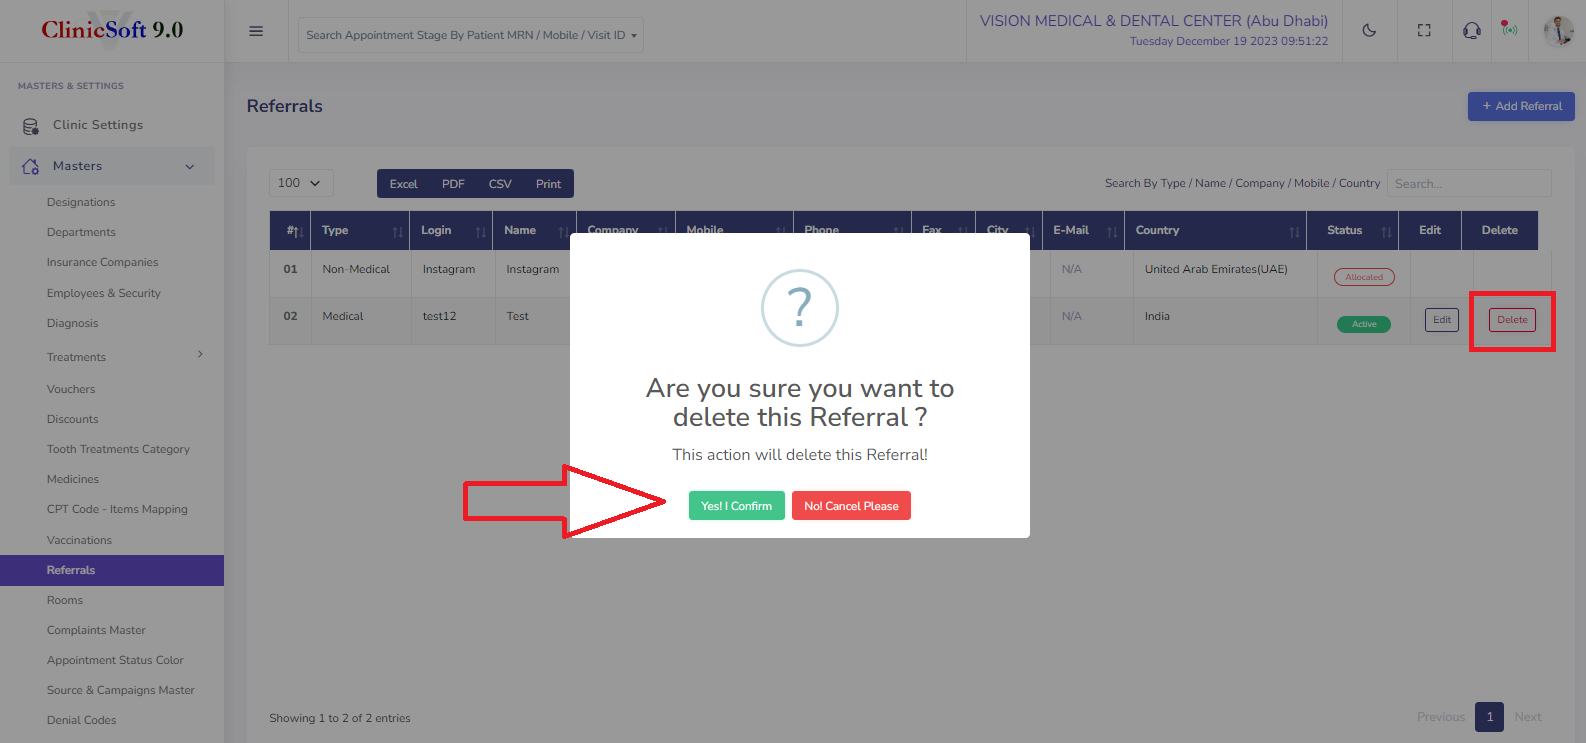 ClinicSoft 9.0
Search Appointment Stage By Patient MRN / Mobile / Visit ID
VISION MEDICAL & DENTAL CENTER (Abu Dhabi)
Tuesday December 19 2023 09:51:22
MASTERS & SETTINGS
Clinic Settings
Masters
Designations
Departments
Insurance Companies
Employees & Security
Diagnosis
Treatments
Vouchers
Discounts
Tooth Treatments Category
Medicines
CPT Code - Items Mapping
Vaccinations
Referrals
Rooms
Complaints Master
Appointment Status Color
Source & Campaigns Master
Denial Codes
Referrals
+ Add Referral
100
Excel PDF CSV Print
Search By Type / Name / Company / Mobile / Country Search...
# Type Login Name Company Mobile Phone Fax City E-Mail Country Status Edit Delete
01 Non-Medical Instagram Instagram N/A United Arab Emirates(UAE) Allocated
02 Medical test12 Test N/A India Active Edit Delete
?
Are you sure you want to
delete this Referral ?
This action will delete this Referral!
Yes! I Confirm No! Cancel Please
Showing 1 to 2 of 2 entries
Previous 1 Next